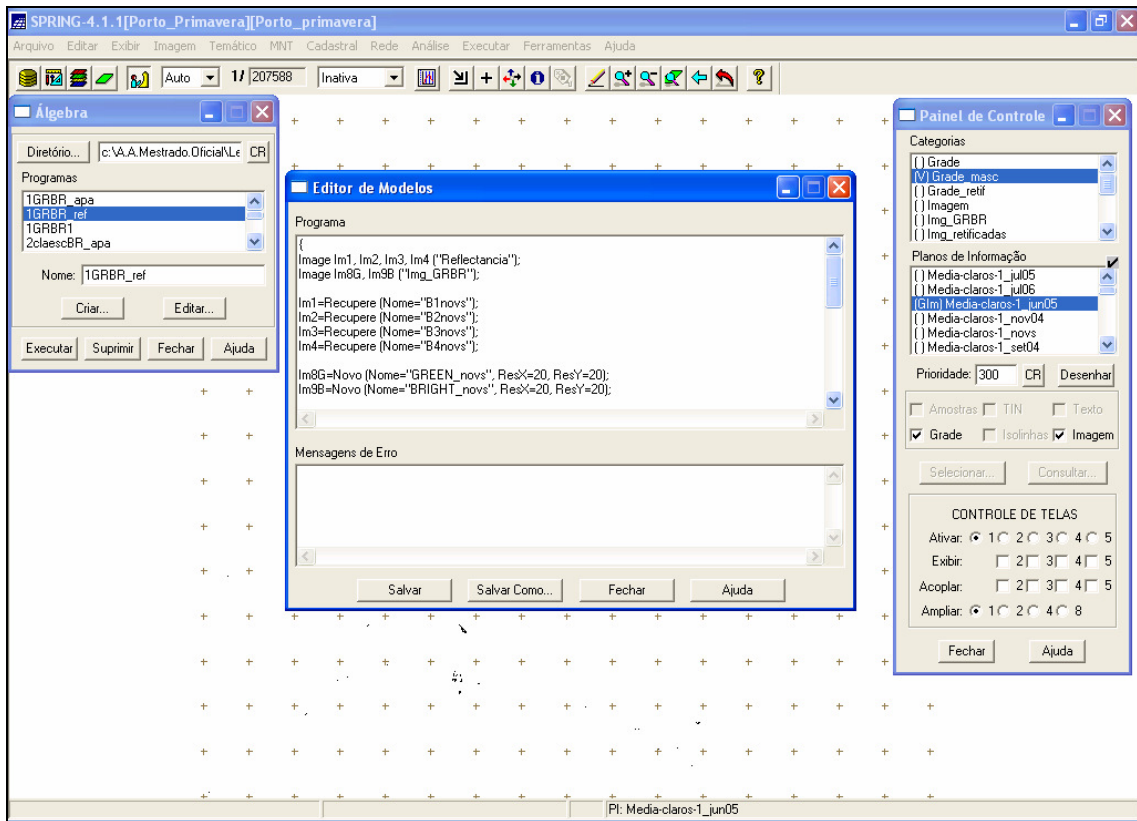 SPRING-4.1.1[Porto_Primavera][Porto_primavera]
Arquivo Editar Exibir Imagem Temático MNT Cadastral Rede Análise Executar Ferramentas Ajuda
Auto 1/ 207588 Inativa
Álgebra
Diretório... c:\A.A.Mestrado.Oficial\Le CR
Programas
1GRBR_apa
1GRBR_ref
1GRBR1
2claescBR_apa
Nome: 1GRBR_ref
Criar... Editar...
Executar Suprimir Fechar Ajuda
Editor de Modelos
Programa
{
Image Im1, Im2, Im3, Im4 ("Reflectancia");
Image Im8G, Im9B ("Img_GRBR");
Im1=Recupere (Nome="B1novs");
Im2=Recupere (Nome="B2novs");
Im3=Recupere (Nome="B3novs");
Im4=Recupere (Nome="B4novs");
Im8G=Novo (Nome="GREEN_novs", ResX=20, ResY=20);
Im9B=Novo (Nome="BRIGHT_novs", ResX=20, ResY=20);
Mensagens de Erro
Salvar Salvar Como... Fechar Ajuda
Painel de Controle
Categorias
( ) Grade
(V) Grade_masc
( ) Grade_retif
( ) Imagem
( ) Img_GRBR
( ) Img_retificadas
Planos de Informação
( ) Media-claros-1_jul05
( ) Media-claros-1_jul06
(GIm) Media-claros-1_jun05
( ) Media-claros-1_nov04
( ) Media-claros-1_novs
( ) Media-claros-1_set04
Prioridade: 300 CR Desenhar
Amostras TIN Texto
Grade Isolinhas Imagem
Selecionar... Consultar...
CONTROLE DE TELAS
Ativar: 1 2 3 4 5
Exibir: 2 3 4 5
Acoplar: 2 3 4 5
Ampliar: 1 2 4 8
Fechar Ajuda
PI: Media-claros-1_jun05